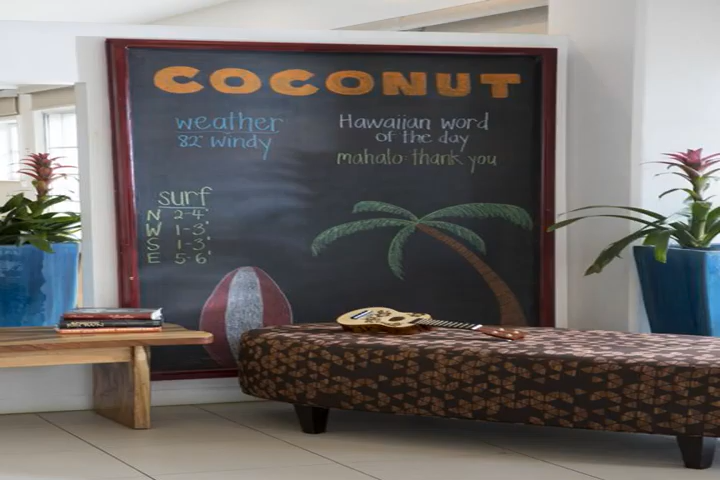 COCONUT
weather
82° windy
Hawaiian word
of the day
mahalo·thank you
surf
N 2-4'
W 1-3'
S 1-3'
E 5-6'